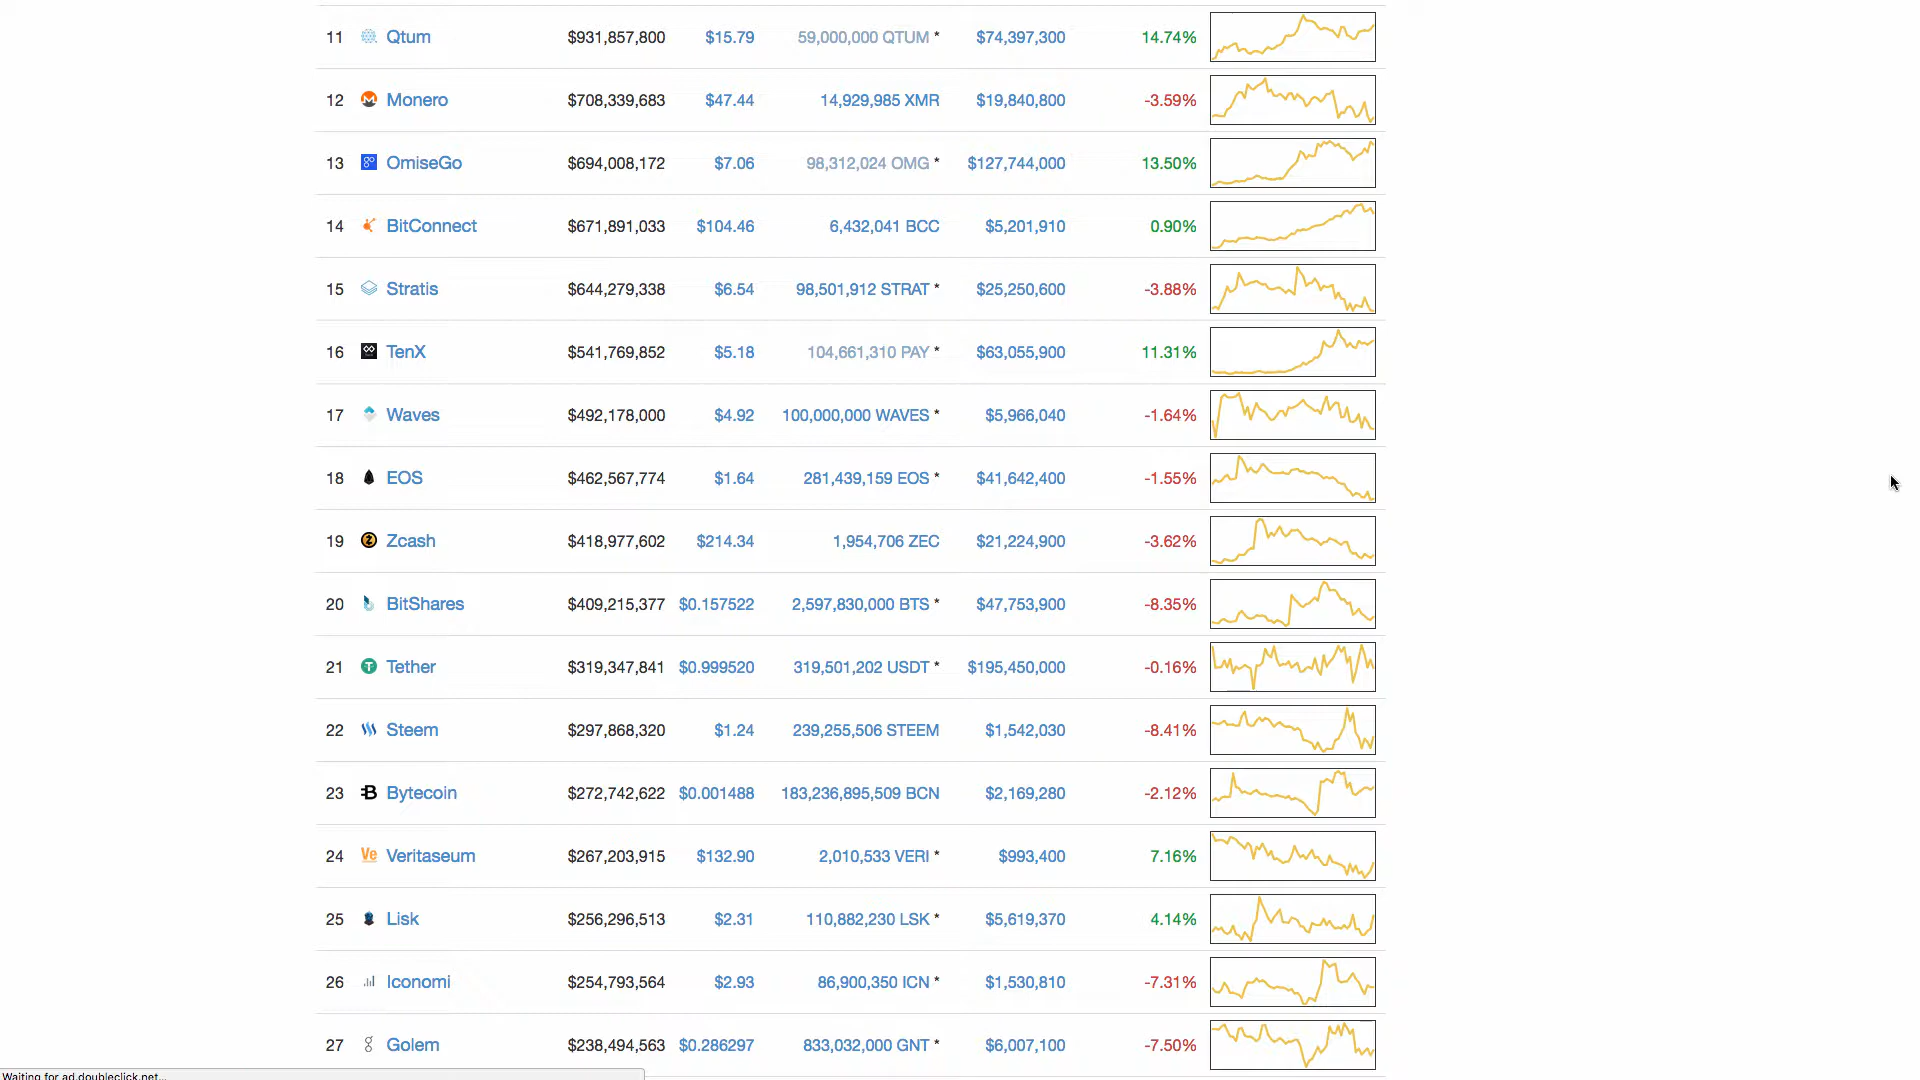 11 Qtum $931,857,800 $15.79 59,000,000 QTUM * $74,397,300 14.74%
12 Monero $708,339,683 $47.44 14,929,985 XMR $19,840,800 -3.59%
13 OmiseGo $694,008,172 $7.06 98,312,024 OMG * $127,744,000 13.50%
14 BitConnect $671,891,033 $104.46 6,432,041 BCC $5,201,910 0.90%
15 Stratis $644,279,338 $6.54 98,501,912 STRAT * $25,250,600 -3.88%
16 TenX $541,769,852 $5.18 104,661,310 PAY * $63,055,900 11.31%
17 Waves $492,178,000 $4.92 100,000,000 WAVES * $5,966,040 -1.64%
18 EOS $462,567,774 $1.64 281,439,159 EOS * $41,642,400 -1.55%
19 Zcash $418,977,602 $214.34 1,954,706 ZEC $21,224,900 -3.62%
20 BitShares $409,215,377 $0.157522 2,597,830,000 BTS * $47,753,900 -8.35%
21 Tether $319,347,841 $0.999520 319,501,202 USDT * $195,450,000 -0.16%
22 Steem $297,868,320 $1.24 239,255,506 STEEM $1,542,030 -8.41%
23 Bytecoin $272,742,622 $0.001488 183,236,895,509 BCN $2,169,280 -2.12%
24 Ve Veritaseum $267,203,915 $132.90 2,010,533 VERI * $993,400 7.16%
25 Lisk $256,296,513 $2.31 110,882,230 LSK * $5,619,370 4.14%
26 Iconomi $254,793,564 $2.93 86,900,350 ICN * $1,530,810 -7.31%
27 Golem $238,494,563 $0.286297 833,032,000 GNT * $6,007,100 -7.50%
Waiting for ad.doubleclick.net...